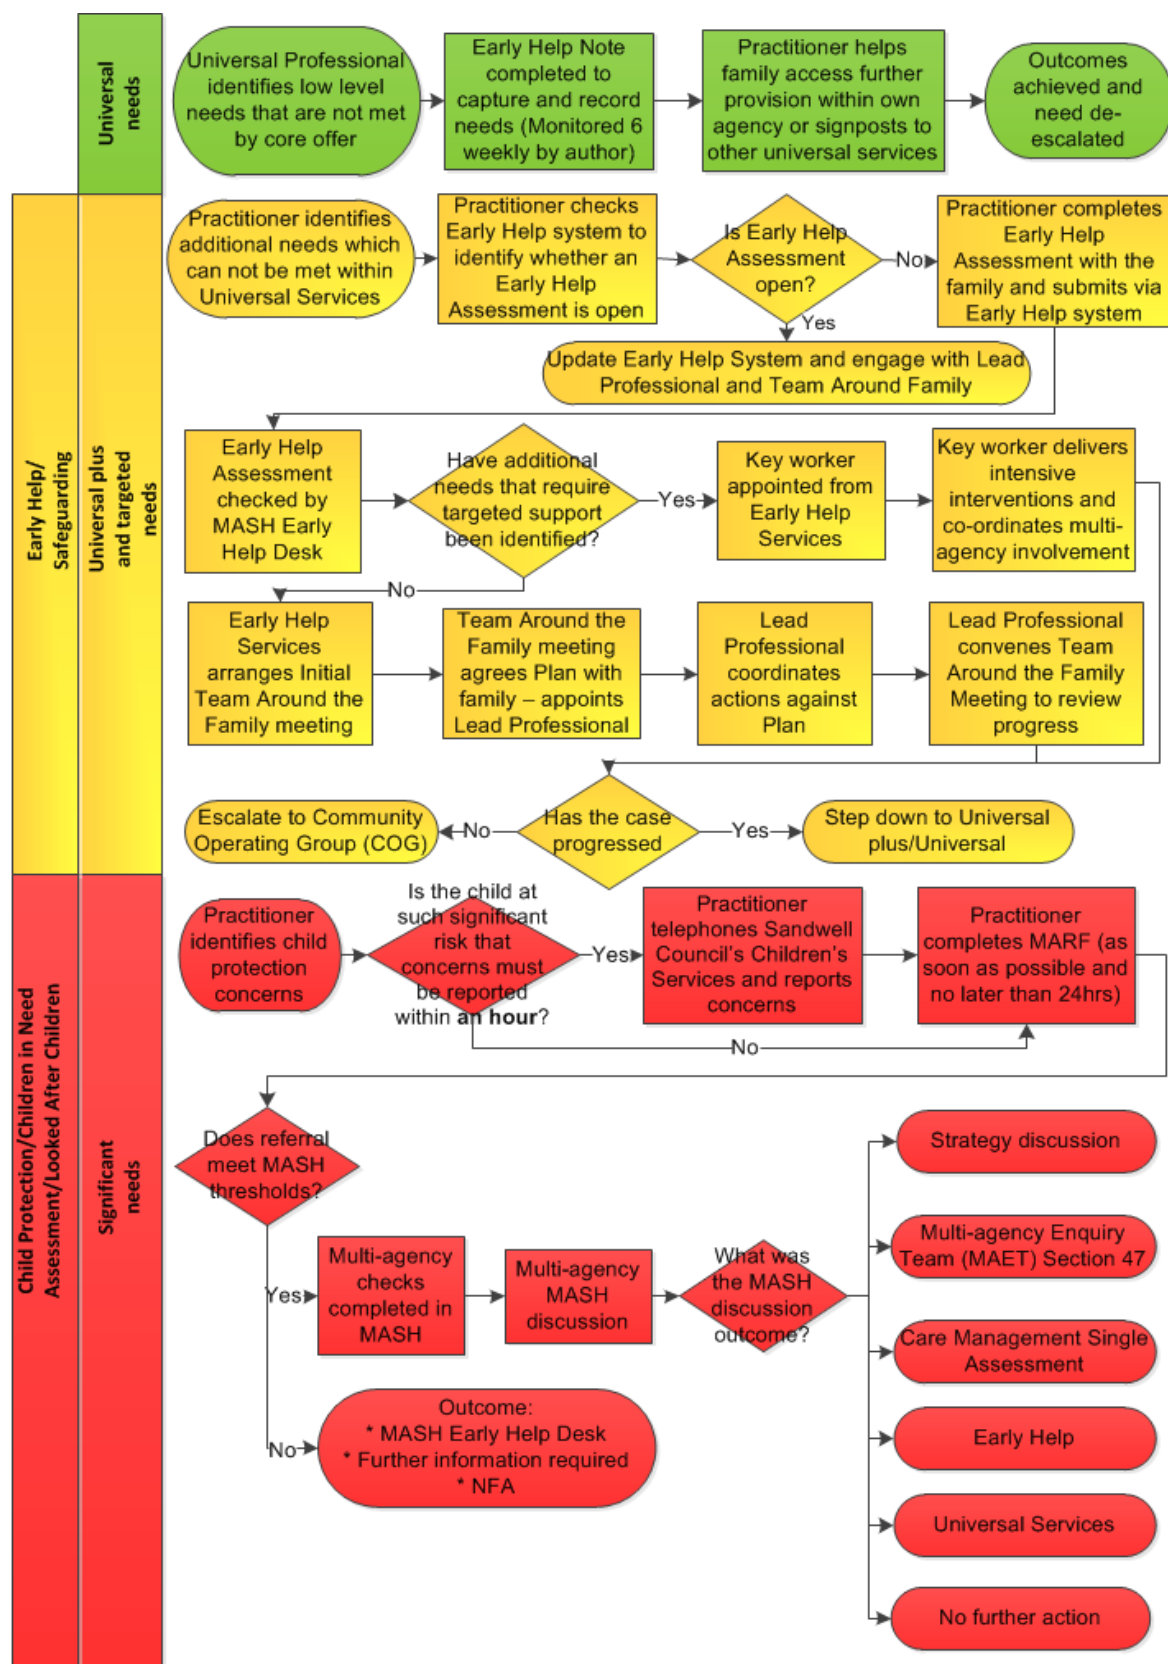 Universal
needs
Universal Professional
identifies low level
needs that are not met
by core offer
Early Help Note
completed to
capture and record
needs (Monitored 6
weekly by author)
Practitioner helps
family access further
provision within own
agency or signposts to
other universal services
Outcomes
achieved and
need de-
escalated
Early Help/
Safeguarding
Universal plus
and targeted
needs
Practitioner identifies
additional needs which
can not be met within
Universal Services
Practitioner checks
Early Help system to
identify whether an
Early Help
Assessment is open
Is Early Help
Assessment
open?
No
Practitioner completes
Early Help
Assessment with the
family and submits via
Early Help system
Yes
Update Early Help System and engage with Lead
Professional and Team Around Family
Early Help
Assessment
checked by
MASH Early
Help Desk
Have additional
needs that require
targeted support
been identified?
Yes
Key worker
appointed from
Early Help
Services
Key worker delivers
intensive
interventions and
co-ordinates multi-
agency involvement
No
Early Help
Services
arranges Initial
Team Around the
Family meeting
Team Around the
Family meeting
agrees Plan with
family – appoints
Lead Professional
Lead
Professional
coordinates
actions against
Plan
Lead Professional
convenes Team
Around the Family
Meeting to review
progress
Escalate to Community
Operating Group (COG)
No
Has the case
progressed
Yes
Step down to Universal
plus/Universal
Child Protection/Children in Need
Assessment/Looked After Children
Significant
needs
Practitioner
identifies child
protection
concerns
Is the child at
such significant
risk that
concerns must
be reported
within an hour?
Yes
Practitioner
telephones Sandwell
Council's Children's
Services and reports
concerns
Practitioner
completes MARF (as
soon as possible and
no later than 24hrs)
No
Does referral
meet MASH
thresholds?
Yes
Multi-agency
checks
completed in
MASH
Multi-agency
MASH
discussion
What was
the MASH
discussion
outcome?
Strategy discussion
Multi-agency Enquiry
Team (MAET) Section 47
Care Management Single
Assessment
Early Help
Universal Services
No further action
No
Outcome:
* MASH Early Help Desk
* Further information required
* NFA